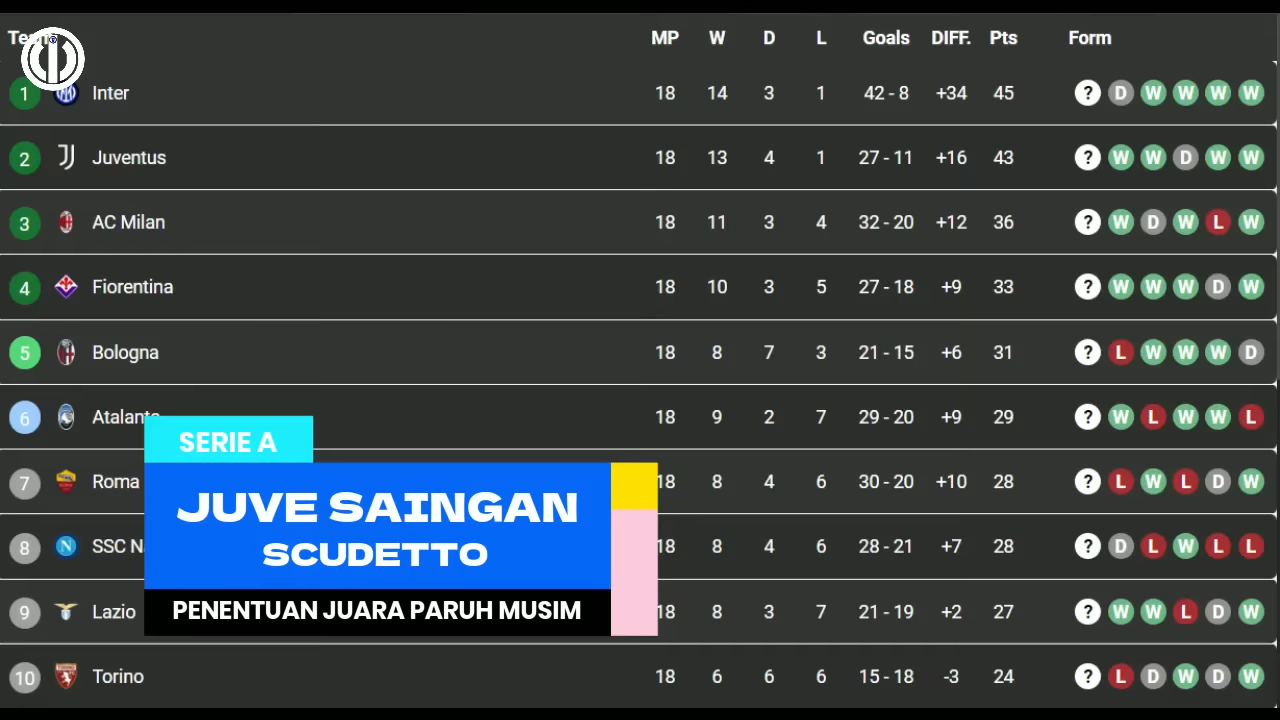 Team MP W D L Goals DIFF. Pts Form
1 Inter 18 14 3 1 42 - 8 +34 45 ? D W W W W
2 Juventus 18 13 4 1 27 - 11 +16 43 ? W W D W W
3 AC Milan 18 11 3 4 32 - 20 +12 36 ? W D W L W
4 Fiorentina 18 10 3 5 27 - 18 +9 33 ? W W W D W
5 Bologna 18 8 7 3 21 - 15 +6 31 ? L W W W D
6 Atalanta 18 9 2 7 29 - 20 +9 29 ? W L W W L
7 Roma 18 8 4 6 30 - 20 +10 28 ? L W L D W
8 SSC N 18 8 4 6 28 - 21 +7 28 ? D L W L L
9 Lazio 18 8 3 7 21 - 19 +2 27 ? W W L D W
10 Torino 18 6 6 6 15 - 18 -3 24 ? L D W D W
SERIE A
JUVE SAINGAN
SCUDETTO
PENENTUAN JUARA PARUH MUSIM